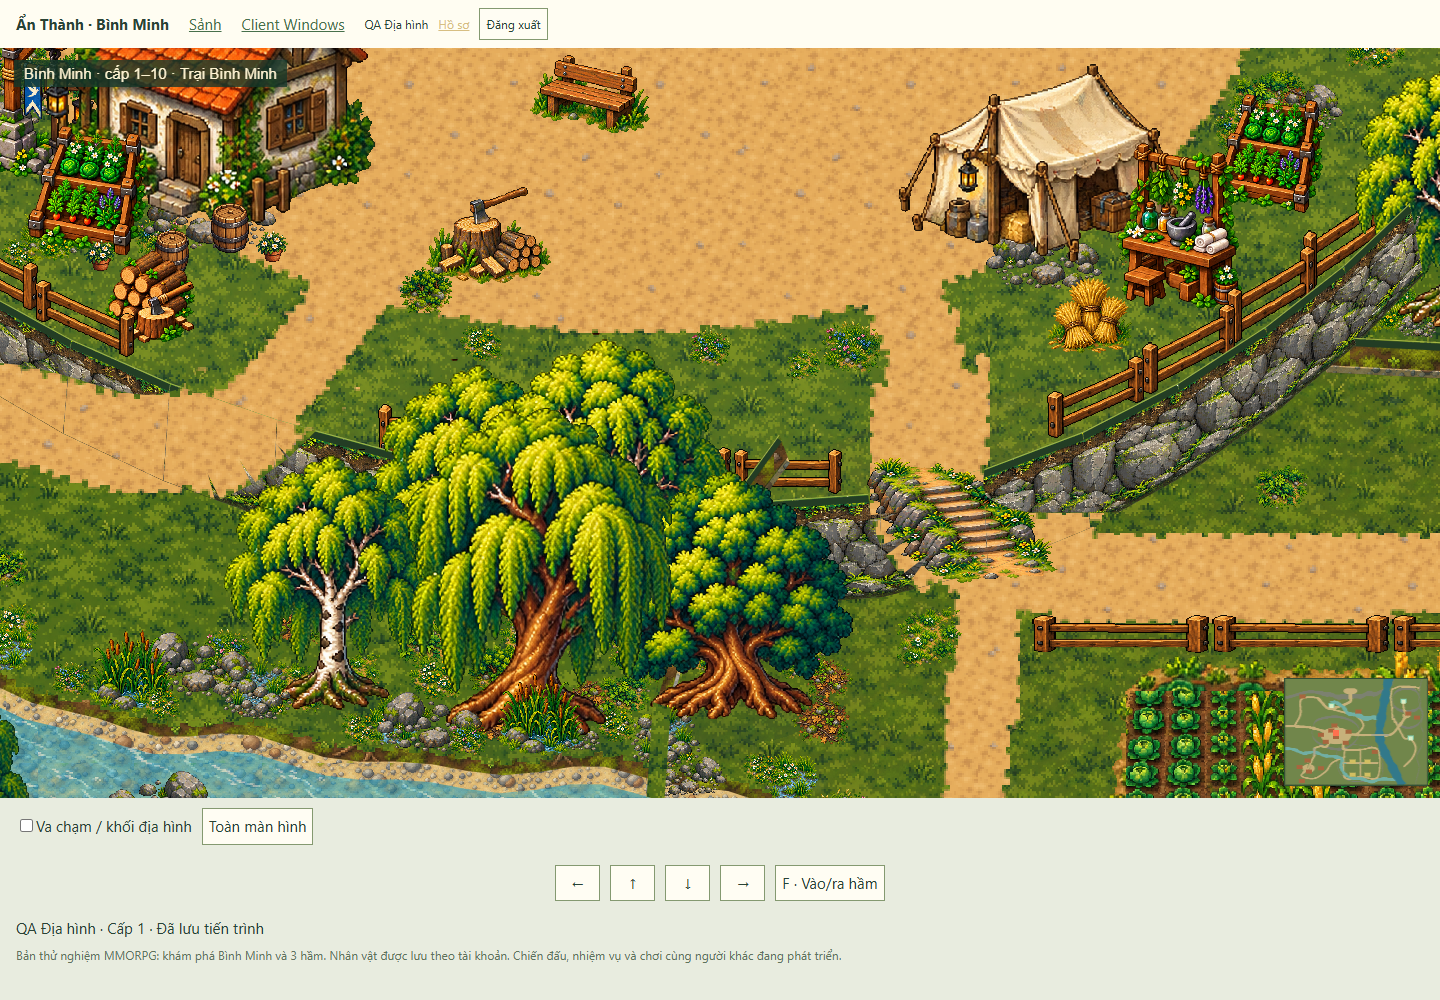 Ẩn Thành · Bình Minh Sảnh Client Windows QA Địa hình Hồ sơ Đăng xuất
Bình Minh · cấp 1–10 · Trại Bình Minh
Va chạm / khối địa hình Toàn màn hình
← ↑ ↓ → F · Vào/ra hầm
QA Địa hình · Cấp 1 · Đã lưu tiến trình
Bản thử nghiệm MMORPG: khám phá Bình Minh và 3 hầm. Nhân vật được lưu theo tài khoản. Chiến đấu, nhiệm vụ và chơi cùng người khác đang phát triển.